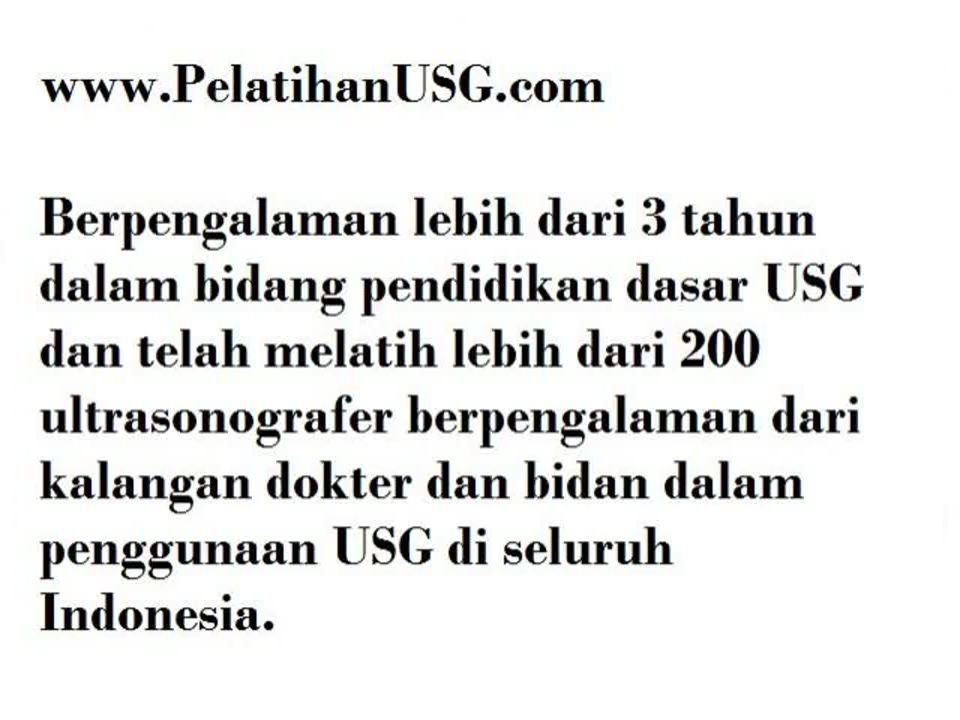 www.PelatihanUSG.com
Berpengalaman lebih dari 3 tahun
dalam bidang pendidikan dasar USG
dan telah melatih lebih dari 200
ultrasonografer berpengalaman dari
kalangan dokter dan bidan dalam
penggunaan USG di seluruh
Indonesia.